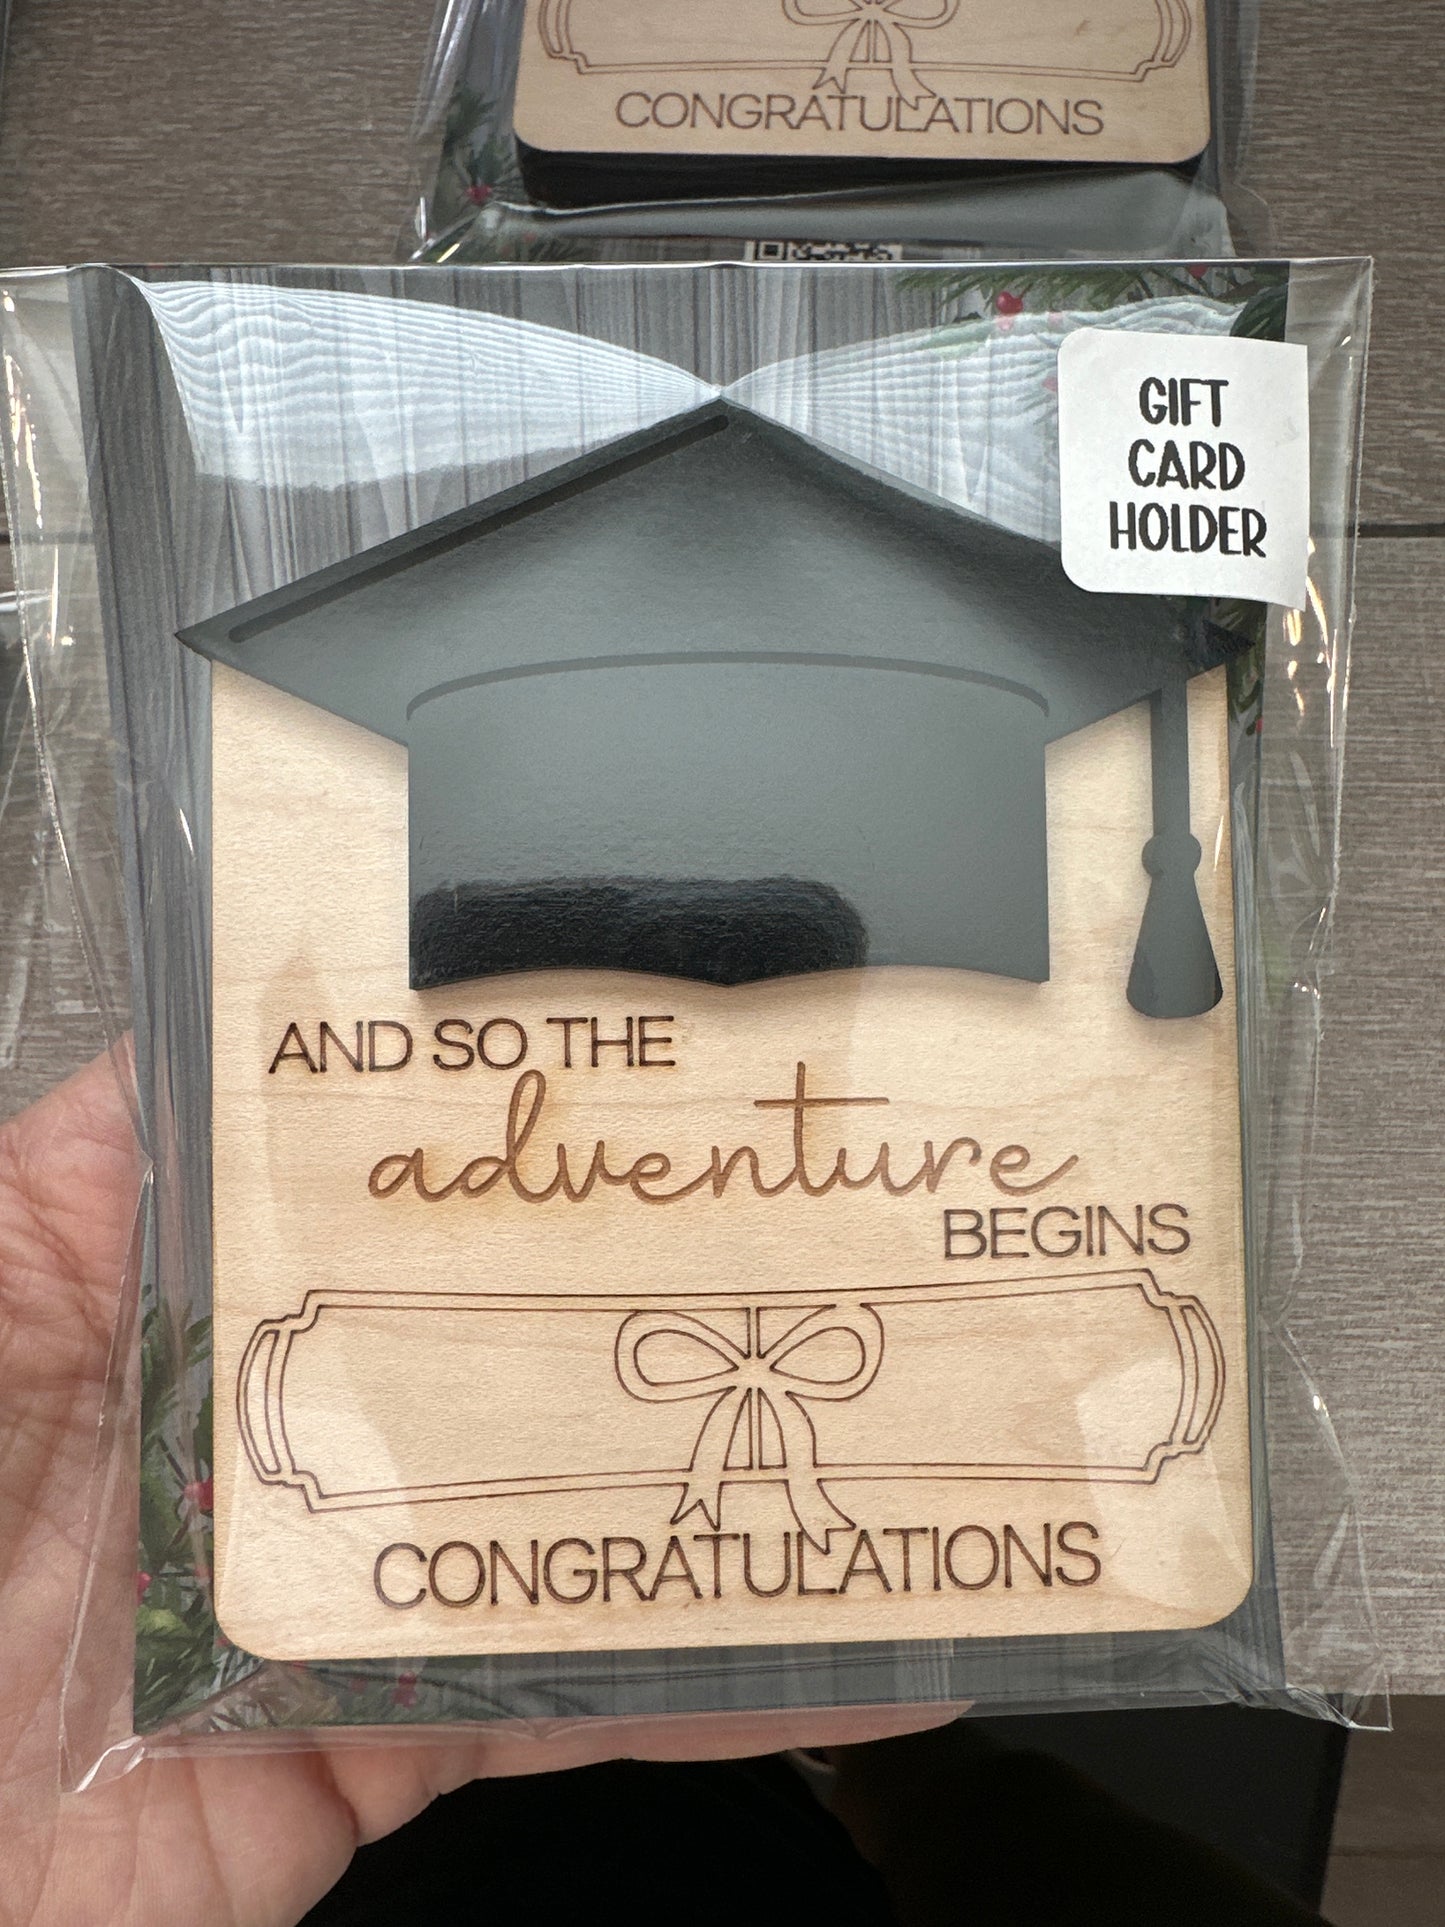 CONGRATULATIONS
GIFT
CARD
HOLDER
AND SO THE
adventure
BEGINS
CONGRATULATIONS